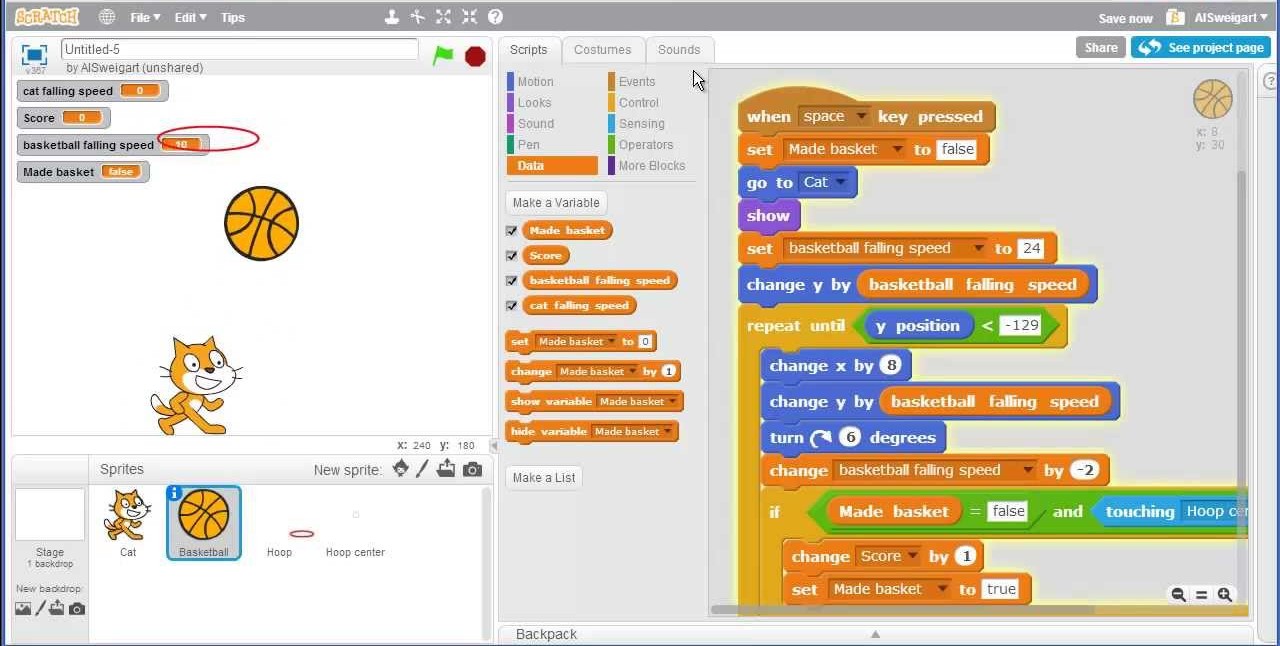 SCRATCH File Edit Tips Save now AlSweigart
Untitled-5
by AlSweigart (unshared)
v367
Scripts Costumes Sounds Share See project page
cat falling speed 0
Score 0
basketball falling speed 10
Made basket false
Motion Events
Looks Control
Sound Sensing
Pen Operators
Data More Blocks
Make a Variable
Made basket
Score
basketball falling speed
cat falling speed
set Made basket to 0
change Made basket by 1
show variable Made basket
hide variable Made basket
Make a List
when space key pressed
set Made basket to false
go to Cat
show
set basketball falling speed to 24
change y by basketball falling speed
repeat until y position < -129
change x by 8
change y by basketball falling speed
turn 6 degrees
change basketball falling speed by -2
if Made basket = false and touching Hoop cer
change Score by 1
set Made basket to true
x: 8
y: 30
x: 240 y: 180
Sprites New sprite:
Stage
1 backdrop
New backdrop:
Cat Basketball Hoop Hoop center
Backpack